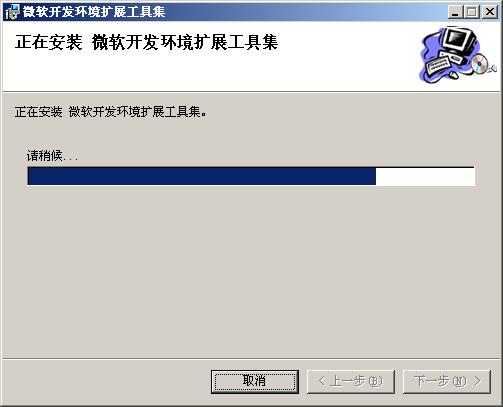 微软开发环境扩展工具集
正在安装 微软开发环境扩展工具集
正在安装 微软开发环境扩展工具集。
请稍候...
取消
< 上一步(B)
下一步(N) >